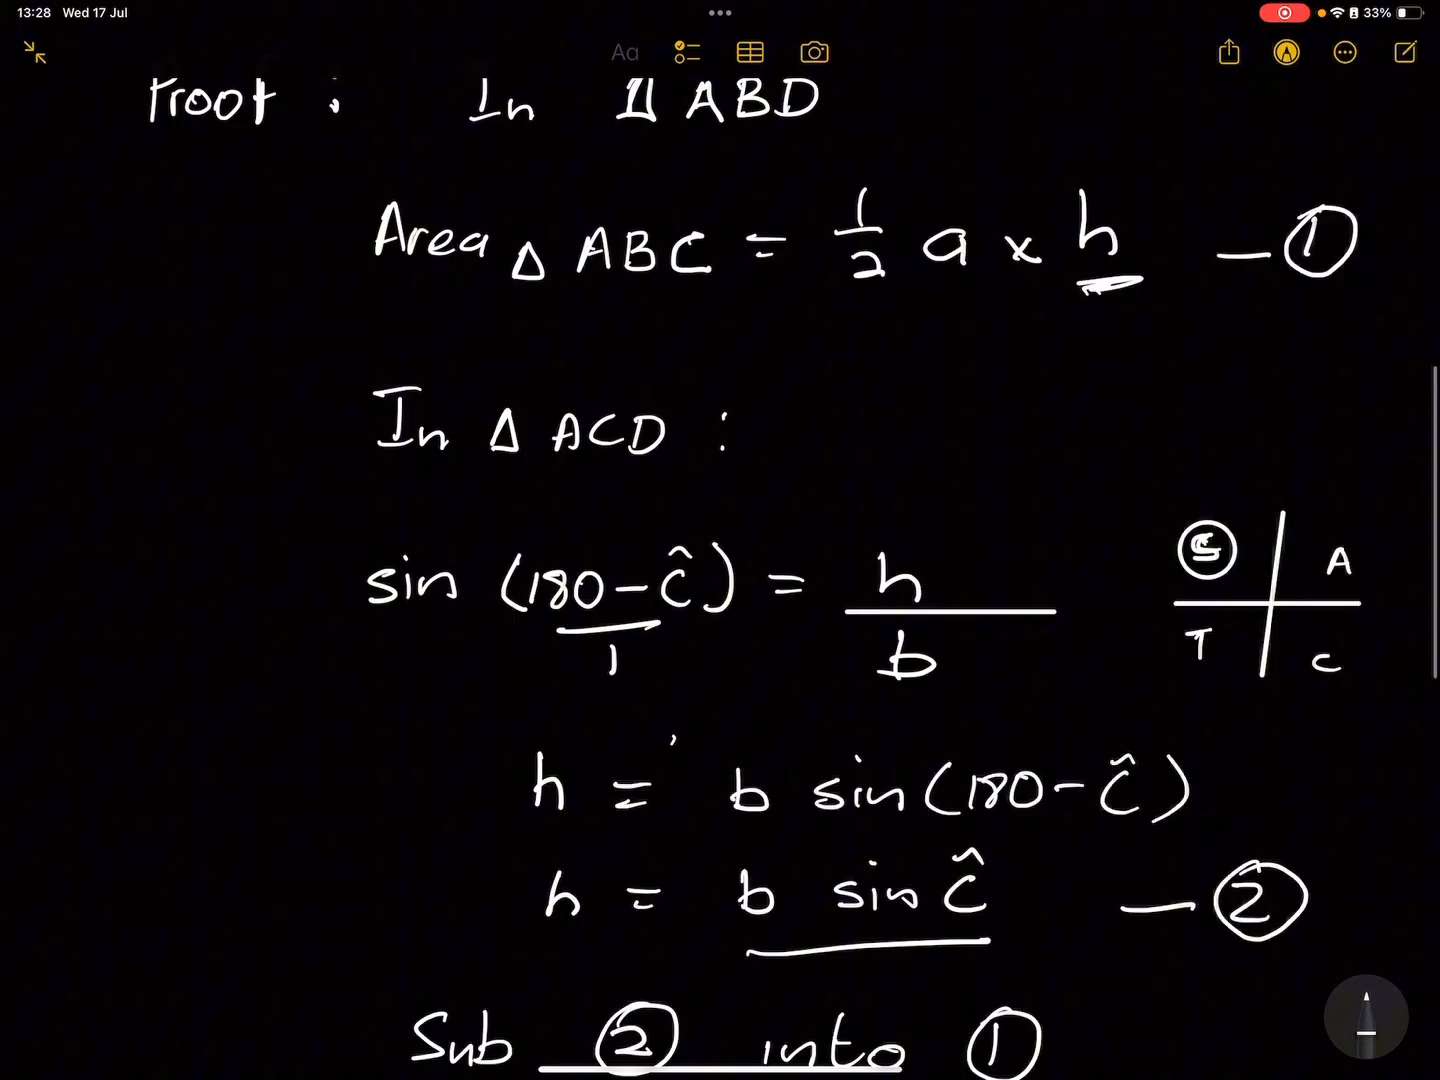 13:28 Wed 17 Jul 33%
Aa
Proof : In Δ ABD
Area Δ ABC = 1/2 a × h — ①
In Δ ACD :
sin (180 - Ĉ) = h / b
1
S A
T C
h = b sin(180 - Ĉ)
h = b sin Ĉ — ②
Sub ② into ①